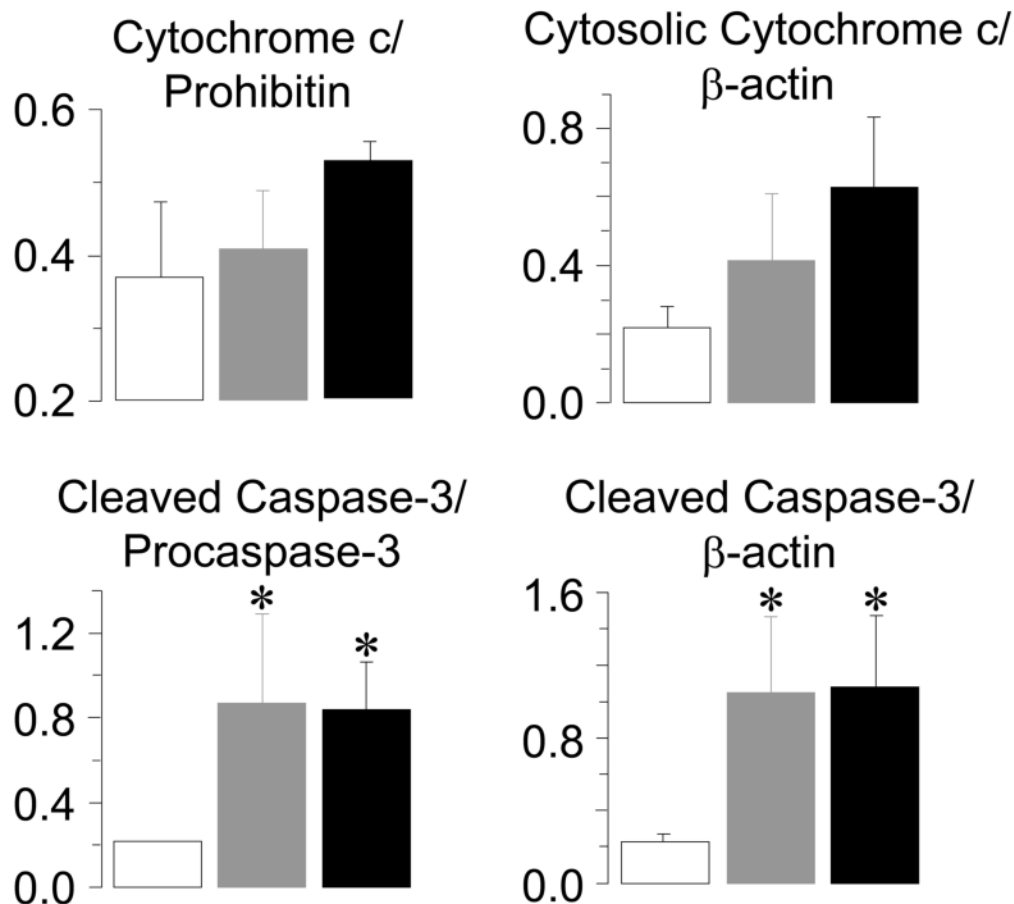 Cytochrome c/
Prohibitin
0.6
0.4
0.2
Cytosolic Cytochrome c/
β-actin
0.8
0.4
0.0
Cleaved Caspase-3/
Procaspase-3
1.2
0.8
0.4
0.0
*
*
Cleaved Caspase-3/
β-actin
1.6
0.8
0.0
* *